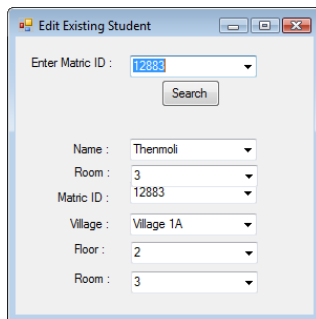 Edit Existing Student
Enter Matric ID : 12883
Search
Name : Thenmoli
Room : 3
Matric ID : 12883
Village : Village 1A
Floor : 2
Room : 3